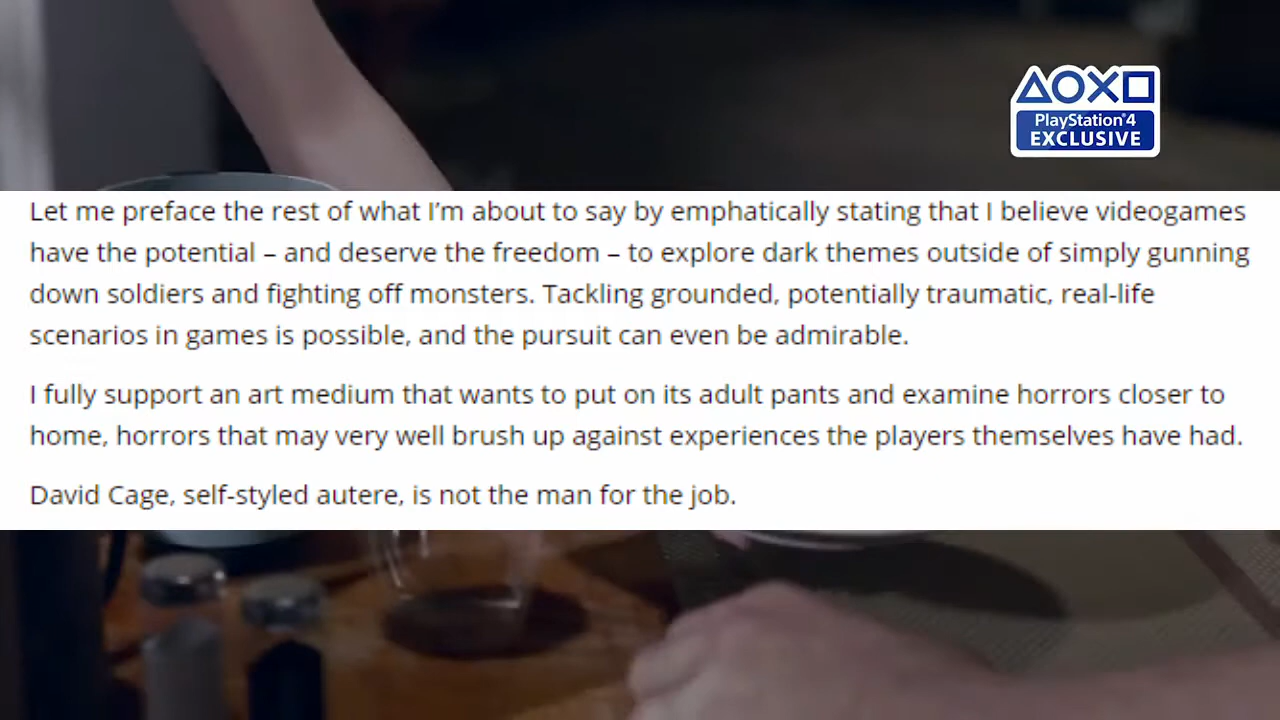 PlayStation®4
EXCLUSIVE
Let me preface the rest of what I’m about to say by emphatically stating that I believe videogames
have the potential – and deserve the freedom – to explore dark themes outside of simply gunning
down soldiers and fighting off monsters. Tackling grounded, potentially traumatic, real-life
scenarios in games is possible, and the pursuit can even be admirable.
I fully support an art medium that wants to put on its adult pants and examine horrors closer to
home, horrors that may very well brush up against experiences the players themselves have had.
David Cage, self-styled autere, is not the man for the job.